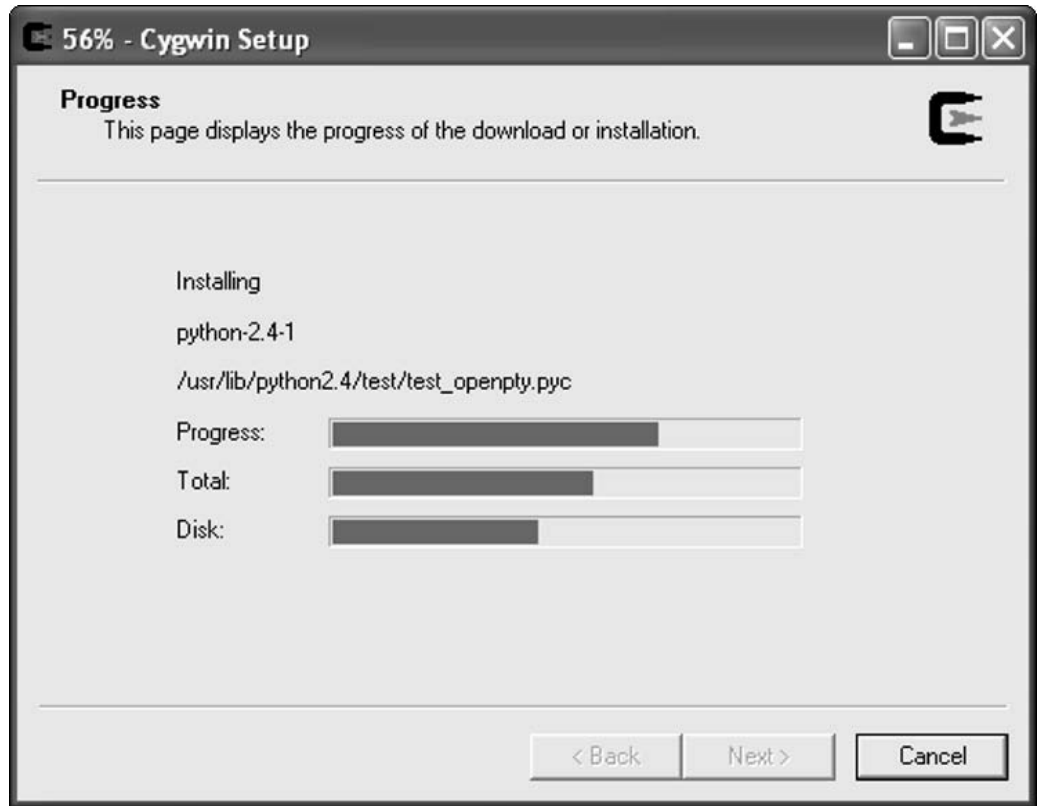 56% - Cygwin Setup
Progress
This page displays the progress of the download or installation.
Installing
python-2.4-1
/usr/lib/python2.4/test/test_openpty.pyc
Progress:
Total:
Disk:
< Back Next > Cancel